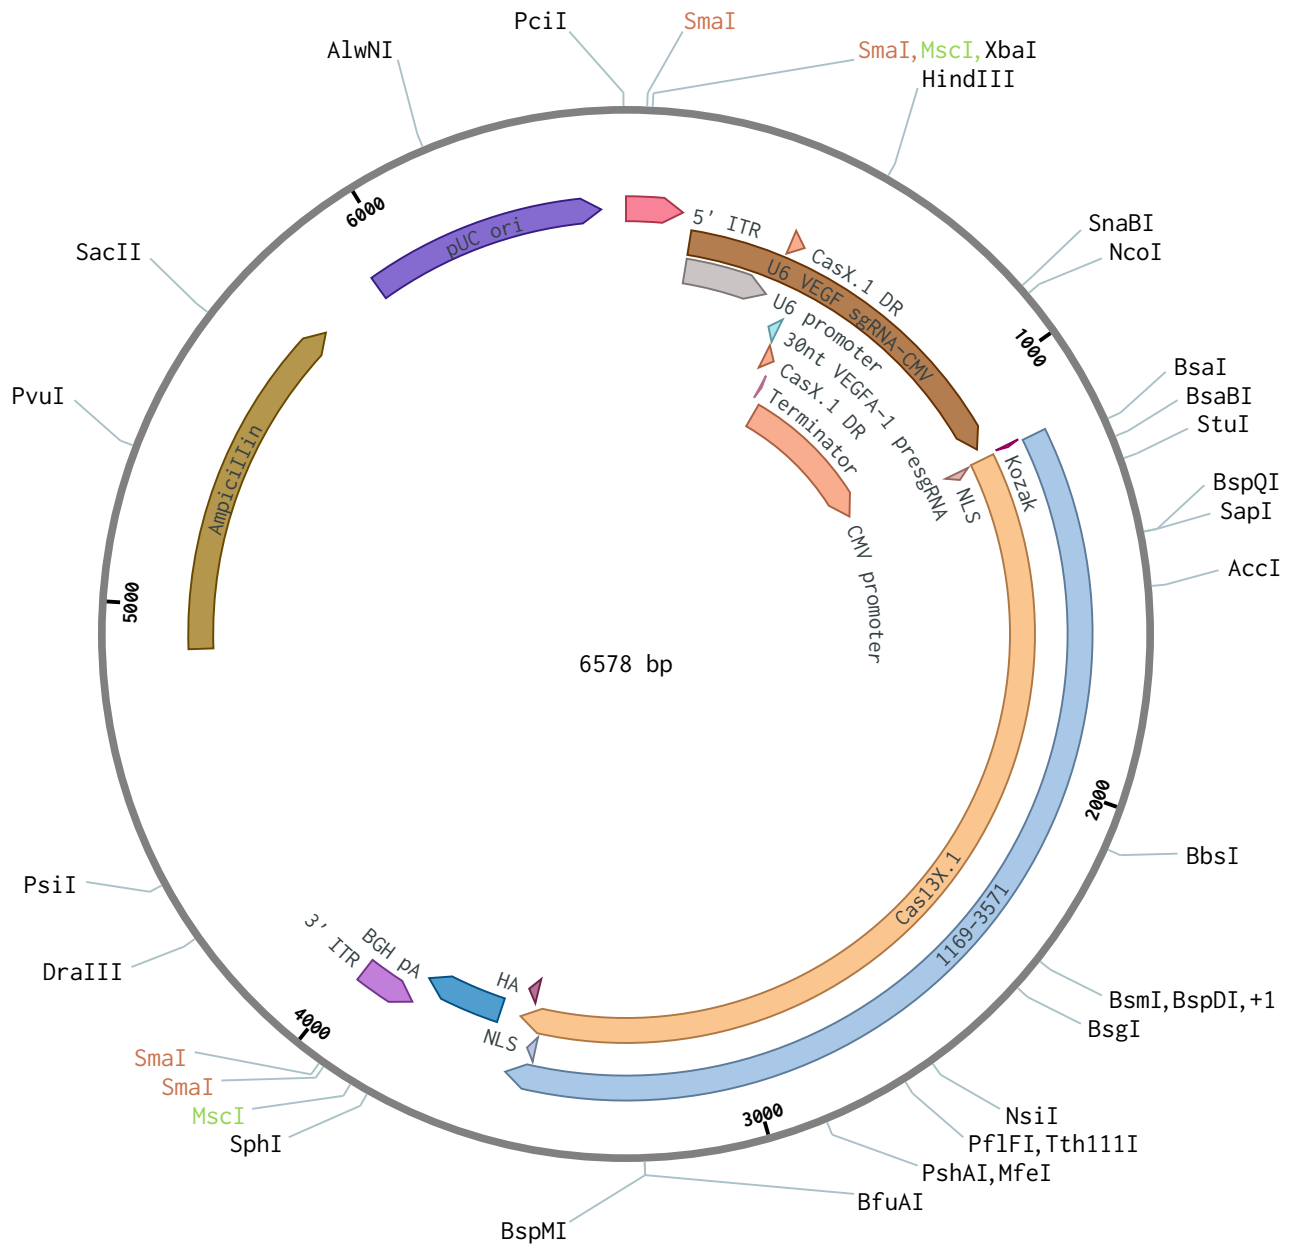 PciI
SmaI
AlwNI
SmaI, MscI, XbaI
HindIII
6000
SacII
pUC ori
5' ITR
CasX.1 DR
U6 VEGF sgRNA-CMV
SnaBI
NcoI
U6 promoter
1000
30nt VEGFA-1 presgRNA
BsaI
PvuI
CasX.1 DR
BsaBI
Terminator
StuI
AmpiciIIin
Kozak
NLS
BspQI
SapI
CMV promoter
AccI
5000
6578 bp
2000
BbsI
Cas13X.1
PsiI
1169-3571
3' ITR
BGH pA
DraIII
HA
BsmI,BspDI,+1
4000
NLS
BsgI
SmaI
SmaI
MscI
3000
NsiI
SphI
PflFI,Tth111I
PshAI,MfeI
BfuAI
BspMI